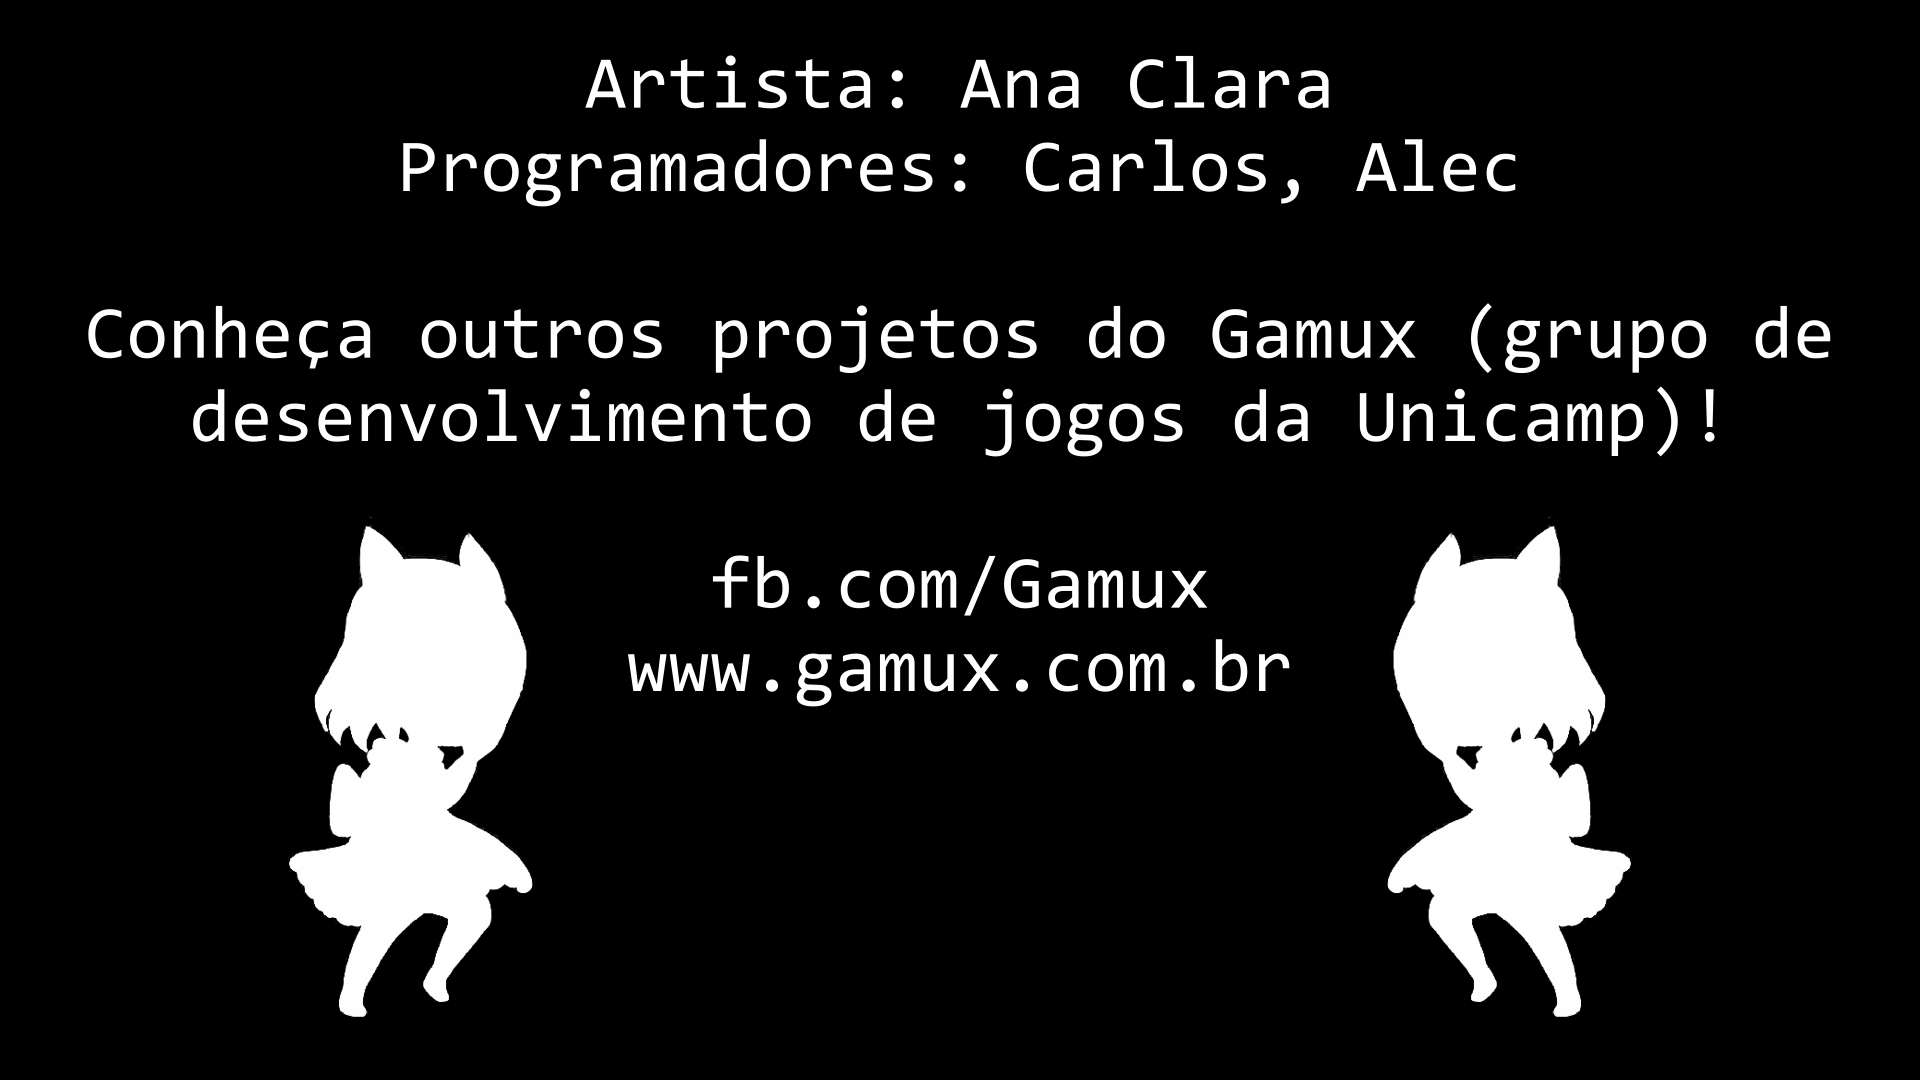 Artista: Ana Clara
Programadores: Carlos, Alec
Conheça outros projetos do Gamux (grupo de
desenvolvimento de jogos da Unicamp)!
fb.com/Gamux
www.gamux.com.br